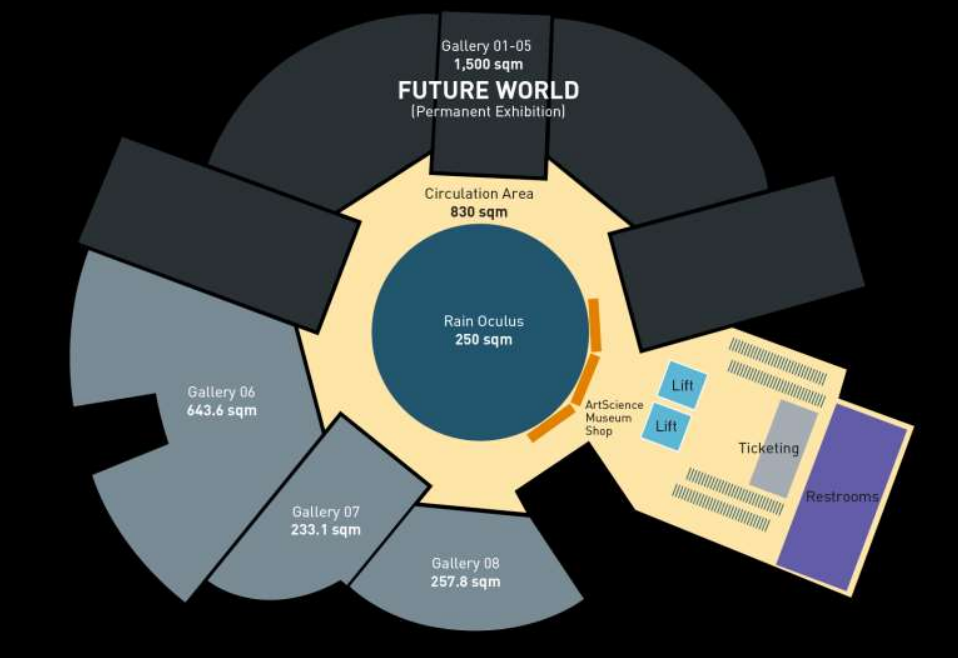 Gallery 01-05
1,500 sqm
FUTURE WORLD
(Permanent Exhibition)
Circulation Area
830 sqm
Rain Oculus
250 sqm
Gallery 06
643.6 sqm
Lift
Lift
ArtScience
Museum
Shop
Ticketing
Restrooms
Gallery 07
233.1 sqm
Gallery 08
257.8 sqm